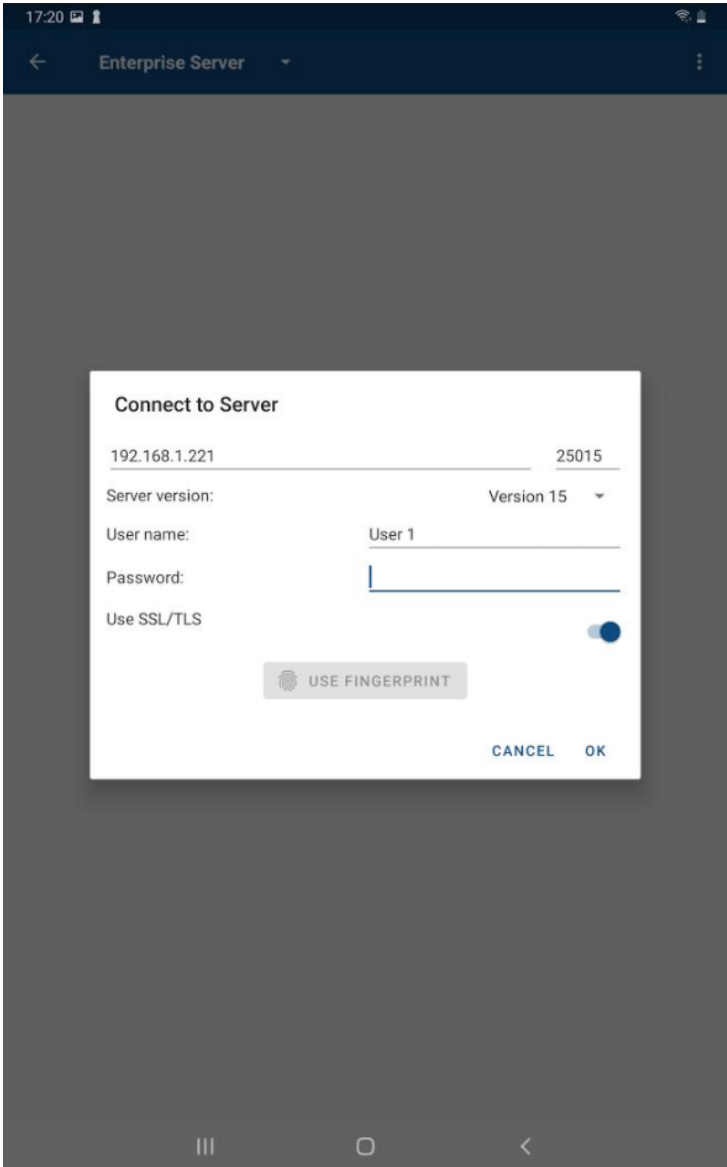 17:20
Enterprise Server
Connect to Server
192.168.1.221 25015
Server version: Version 15
User name: User 1
Password:
Use SSL/TLS
USE FINGERPRINT
CANCEL OK